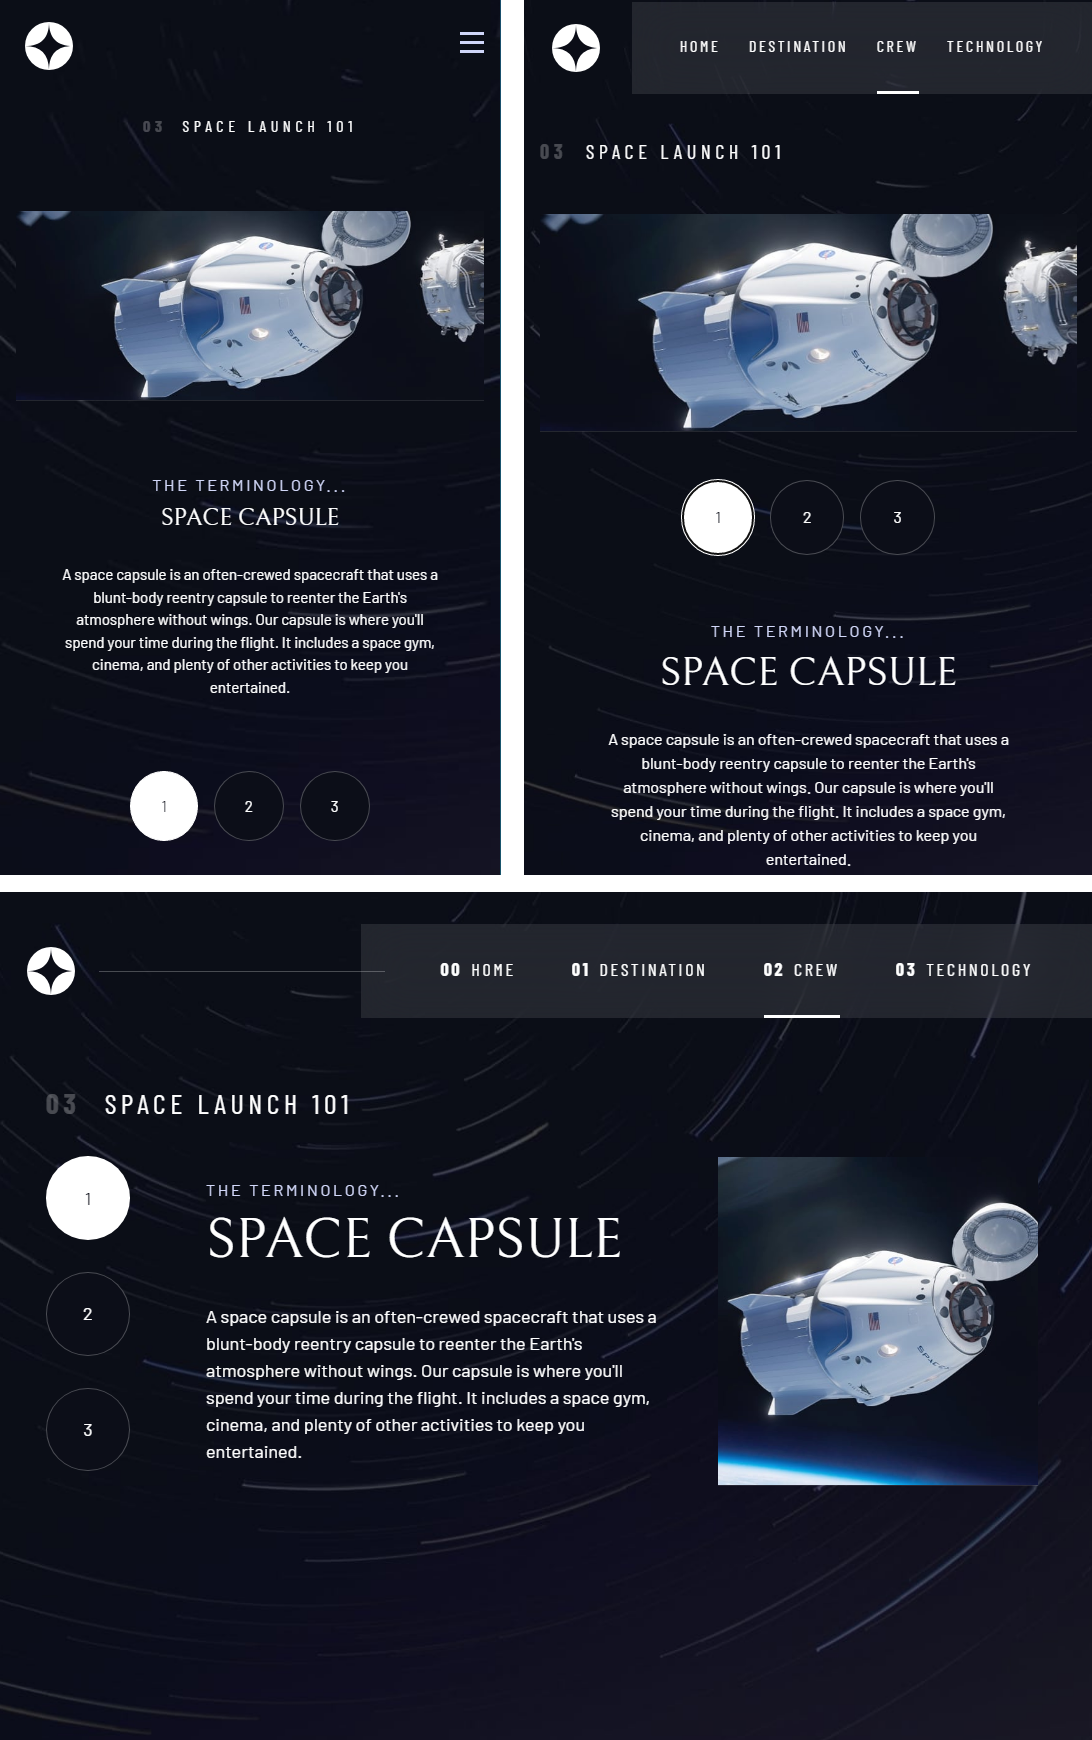 03 SPACE LAUNCH 101
THE TERMINOLOGY...
SPACE CAPSULE
A space capsule is an often-crewed spacecraft that uses a
blunt-body reentry capsule to reenter the Earth's
atmosphere without wings. Our capsule is where you'll
spend your time during the flight. It includes a space gym,
cinema, and plenty of other activities to keep you
entertained.
1 2 3
HOME DESTINATION CREW TECHNOLOGY
03 SPACE LAUNCH 101
1 2 3
THE TERMINOLOGY...
SPACE CAPSULE
A space capsule is an often-crewed spacecraft that uses a
blunt-body reentry capsule to reenter the Earth's
atmosphere without wings. Our capsule is where you'll
spend your time during the flight. It includes a space gym,
cinema, and plenty of other activities to keep you
entertained.
00 HOME 01 DESTINATION 02 CREW 03 TECHNOLOGY
03 SPACE LAUNCH 101
1
2
3
THE TERMINOLOGY...
SPACE CAPSULE
A space capsule is an often-crewed spacecraft that uses a
blunt-body reentry capsule to reenter the Earth's
atmosphere without wings. Our capsule is where you'll
spend your time during the flight. It includes a space gym,
cinema, and plenty of other activities to keep you
entertained.